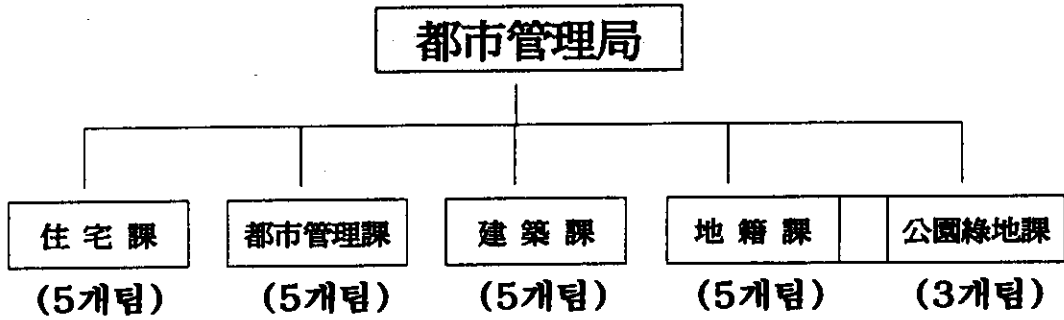 都市管理局
住宅課 都市管理課 建築課 地籍課 公園綠地課
(5개팀) (5개팀) (5개팀) (5개팀) (3개팀)